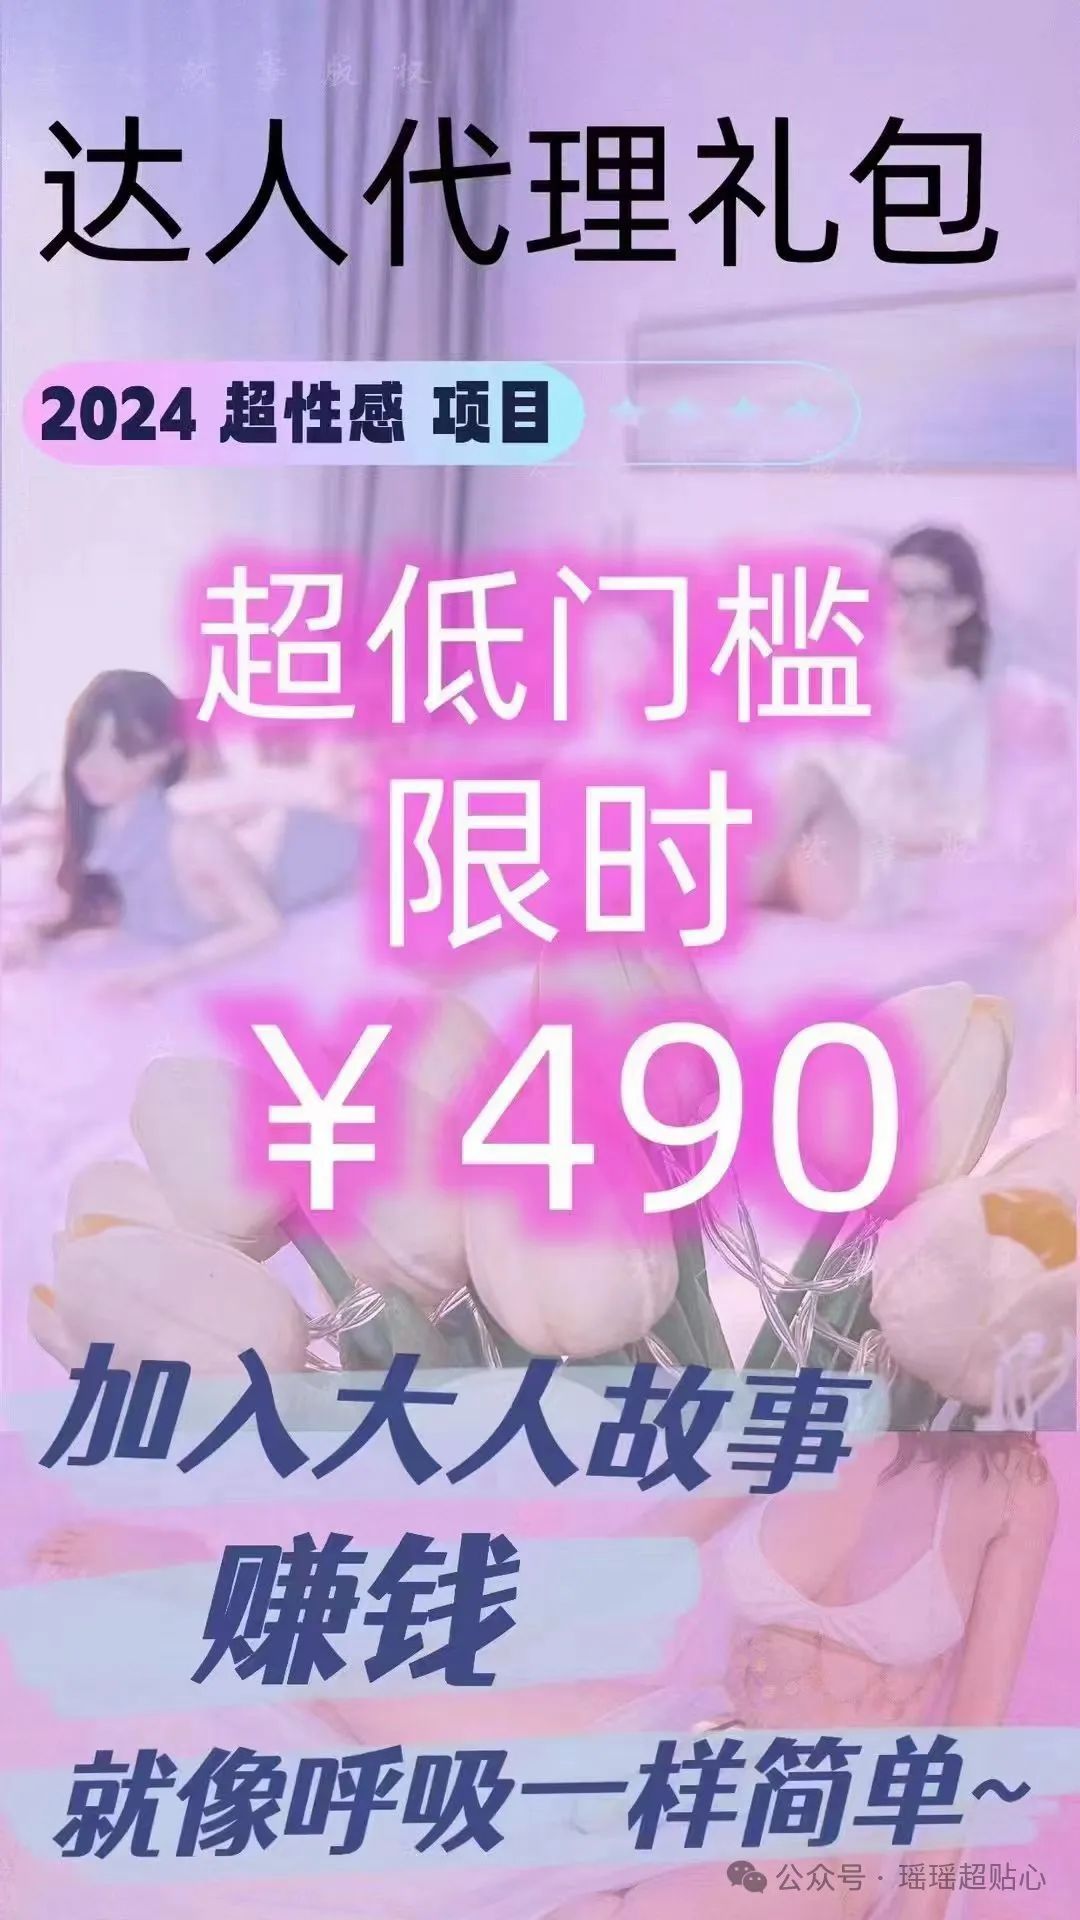 达人代理礼包
2024 超性感 项目
超低门槛
限时
￥490
加入大人故事
赚钱
就像呼吸一样简单~
公众号·瑶瑶超贴心